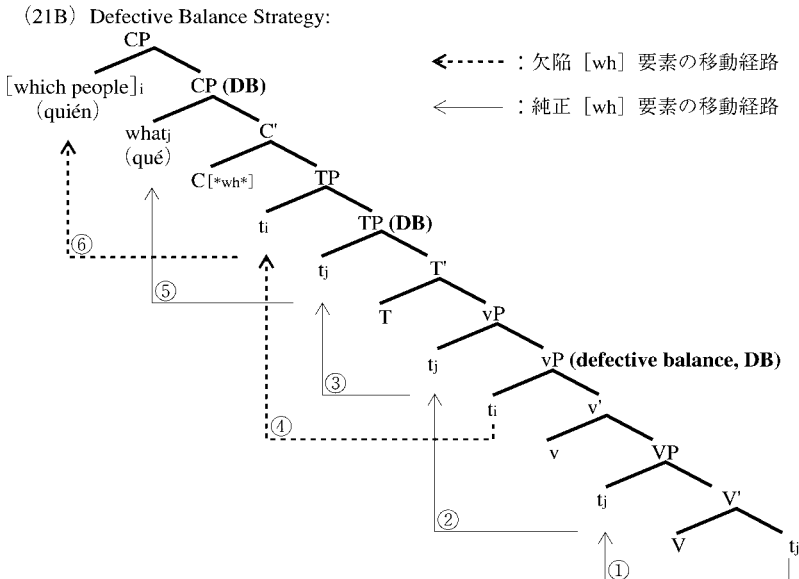 (21B) Defective Balance Strategy:
CP
：欠陥［wh］要素の移動経路
[which people]i
(quién)
CP (DB)
：純正［wh］要素の移動経路
whatj
(qué)
C'
C[*wh*]
TP
ti
TP (DB)
⑥
tj
T'
⑤
T
vP
tj
vP (defective balance, DB)
③
ti
v'
④
v
VP
tj
V'
②
V
tj
①